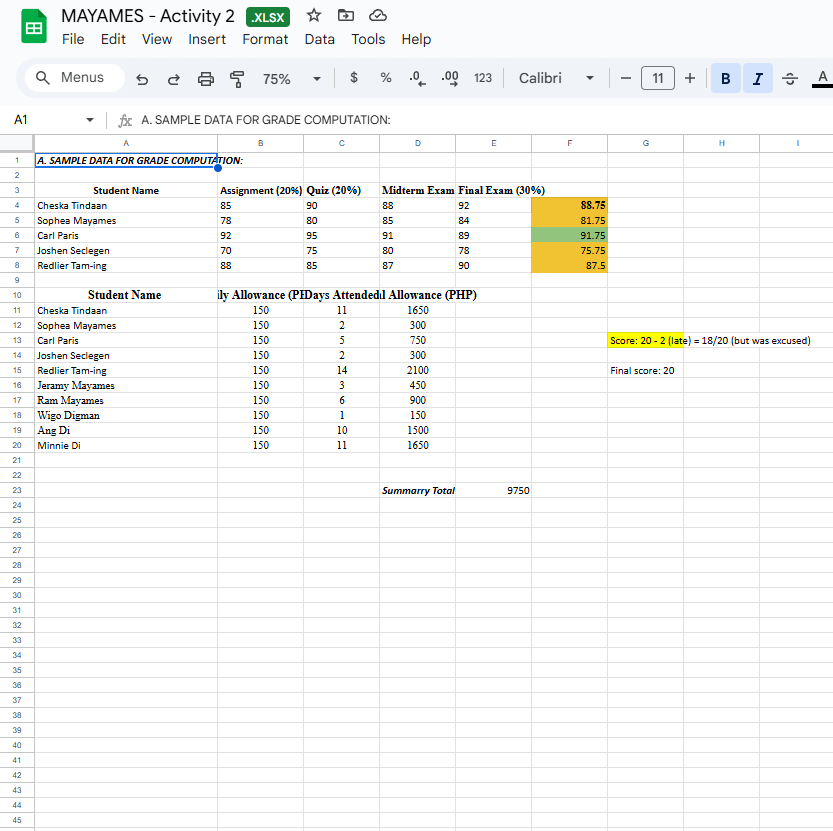 MAYAMES - Activity 2 .XLSX
File Edit View Insert Format Data Tools Help
Menus 75% $ % .0 .00 123 Calibri 11 B I A
A1 fx A. SAMPLE DATA FOR GRADE COMPUTATION:
A B C D E F G H I
1 A. SAMPLE DATA FOR GRADE COMPUTATION:
2
3 Student Name Assignment (20%) Quiz (20%) Midterm Exam Final Exam (30%)
4 Cheska Tindaan 85 90 88 92 88.75
5 Sophea Mayames 78 80 85 84 81.75
6 Carl Paris 92 95 91 89 91.75
7 Joshen Seclegen 70 75 80 78 75.75
8 Redlier Tam-ing 88 85 87 90 87.5
9
10 Student Name ily Allowance (PH Days Attended l Allowance (PHP)
11 Cheska Tindaan 150 11 1650
12 Sophea Mayames 150 2 300
13 Carl Paris 150 5 750 Score: 20 - 2 (late) = 18/20 (but was excused)
14 Joshen Seclegen 150 2 300
15 Redlier Tam-ing 150 14 2100 Final score: 20
16 Jeramy Mayames 150 3 450
17 Ram Mayames 150 6 900
18 Wigo Digman 150 1 150
19 Ang Di 150 10 1500
20 Minnie Di 150 11 1650
21
22
23 Summarry Total 9750
24
25
26
27
28
29
30
31
32
33
34
35
36
37
38
39
40
41
42
43
44
45